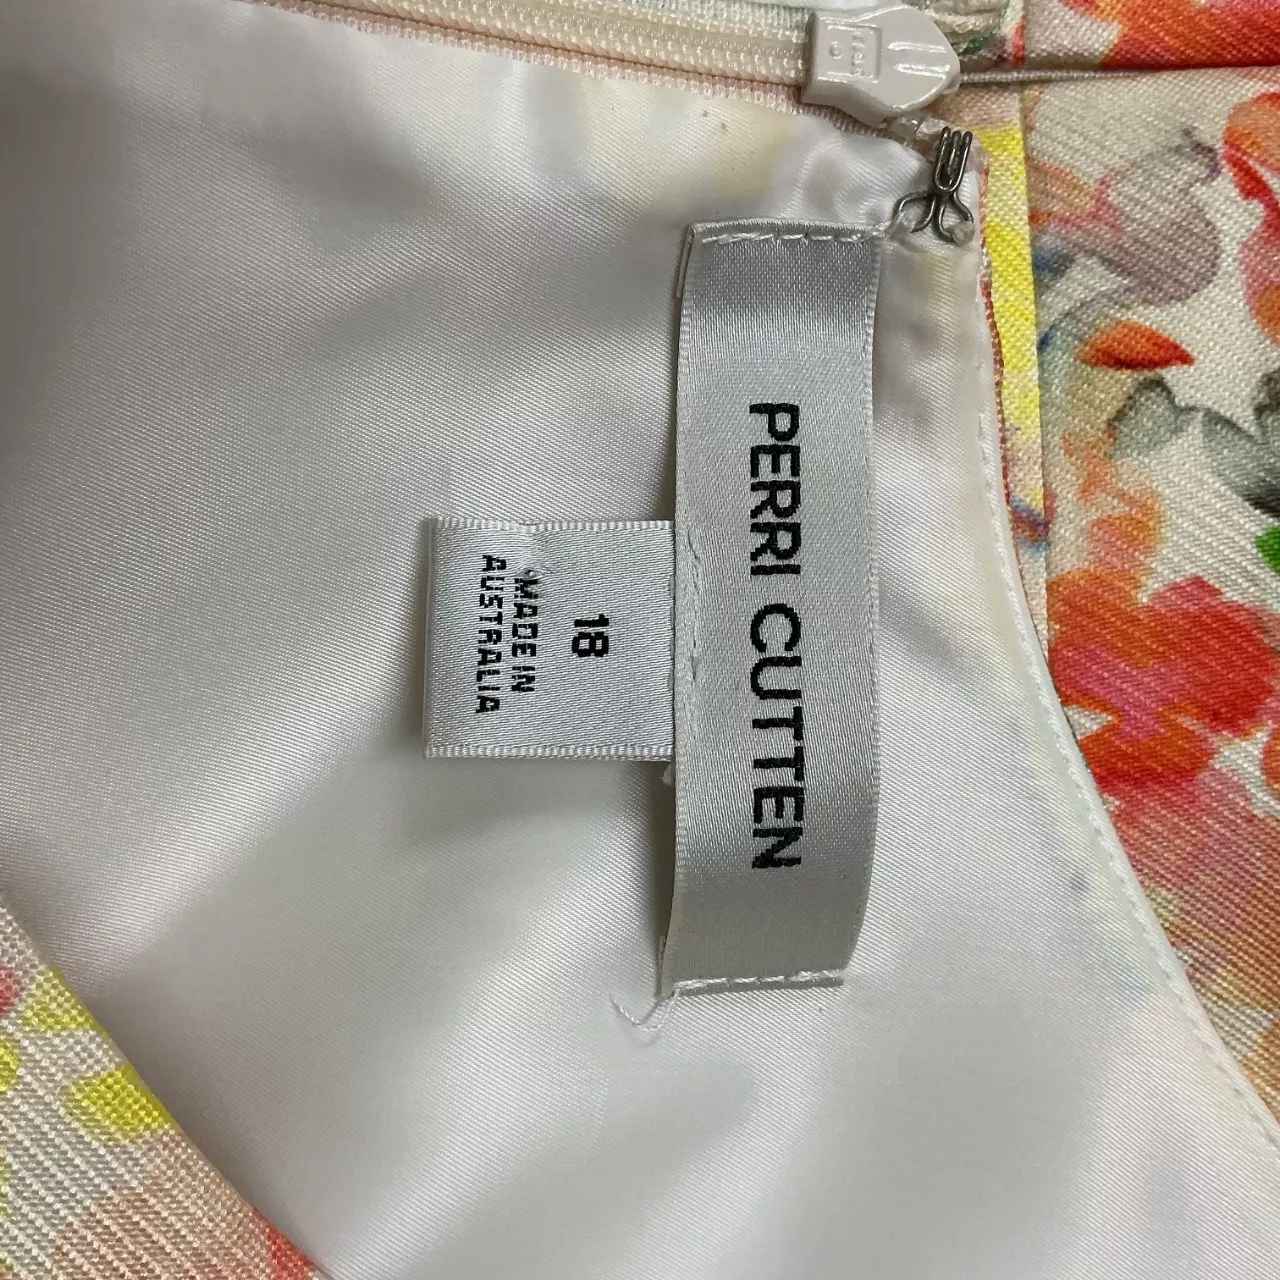 PERRI CUTTEN
18
MADE IN
AUSTRALIA